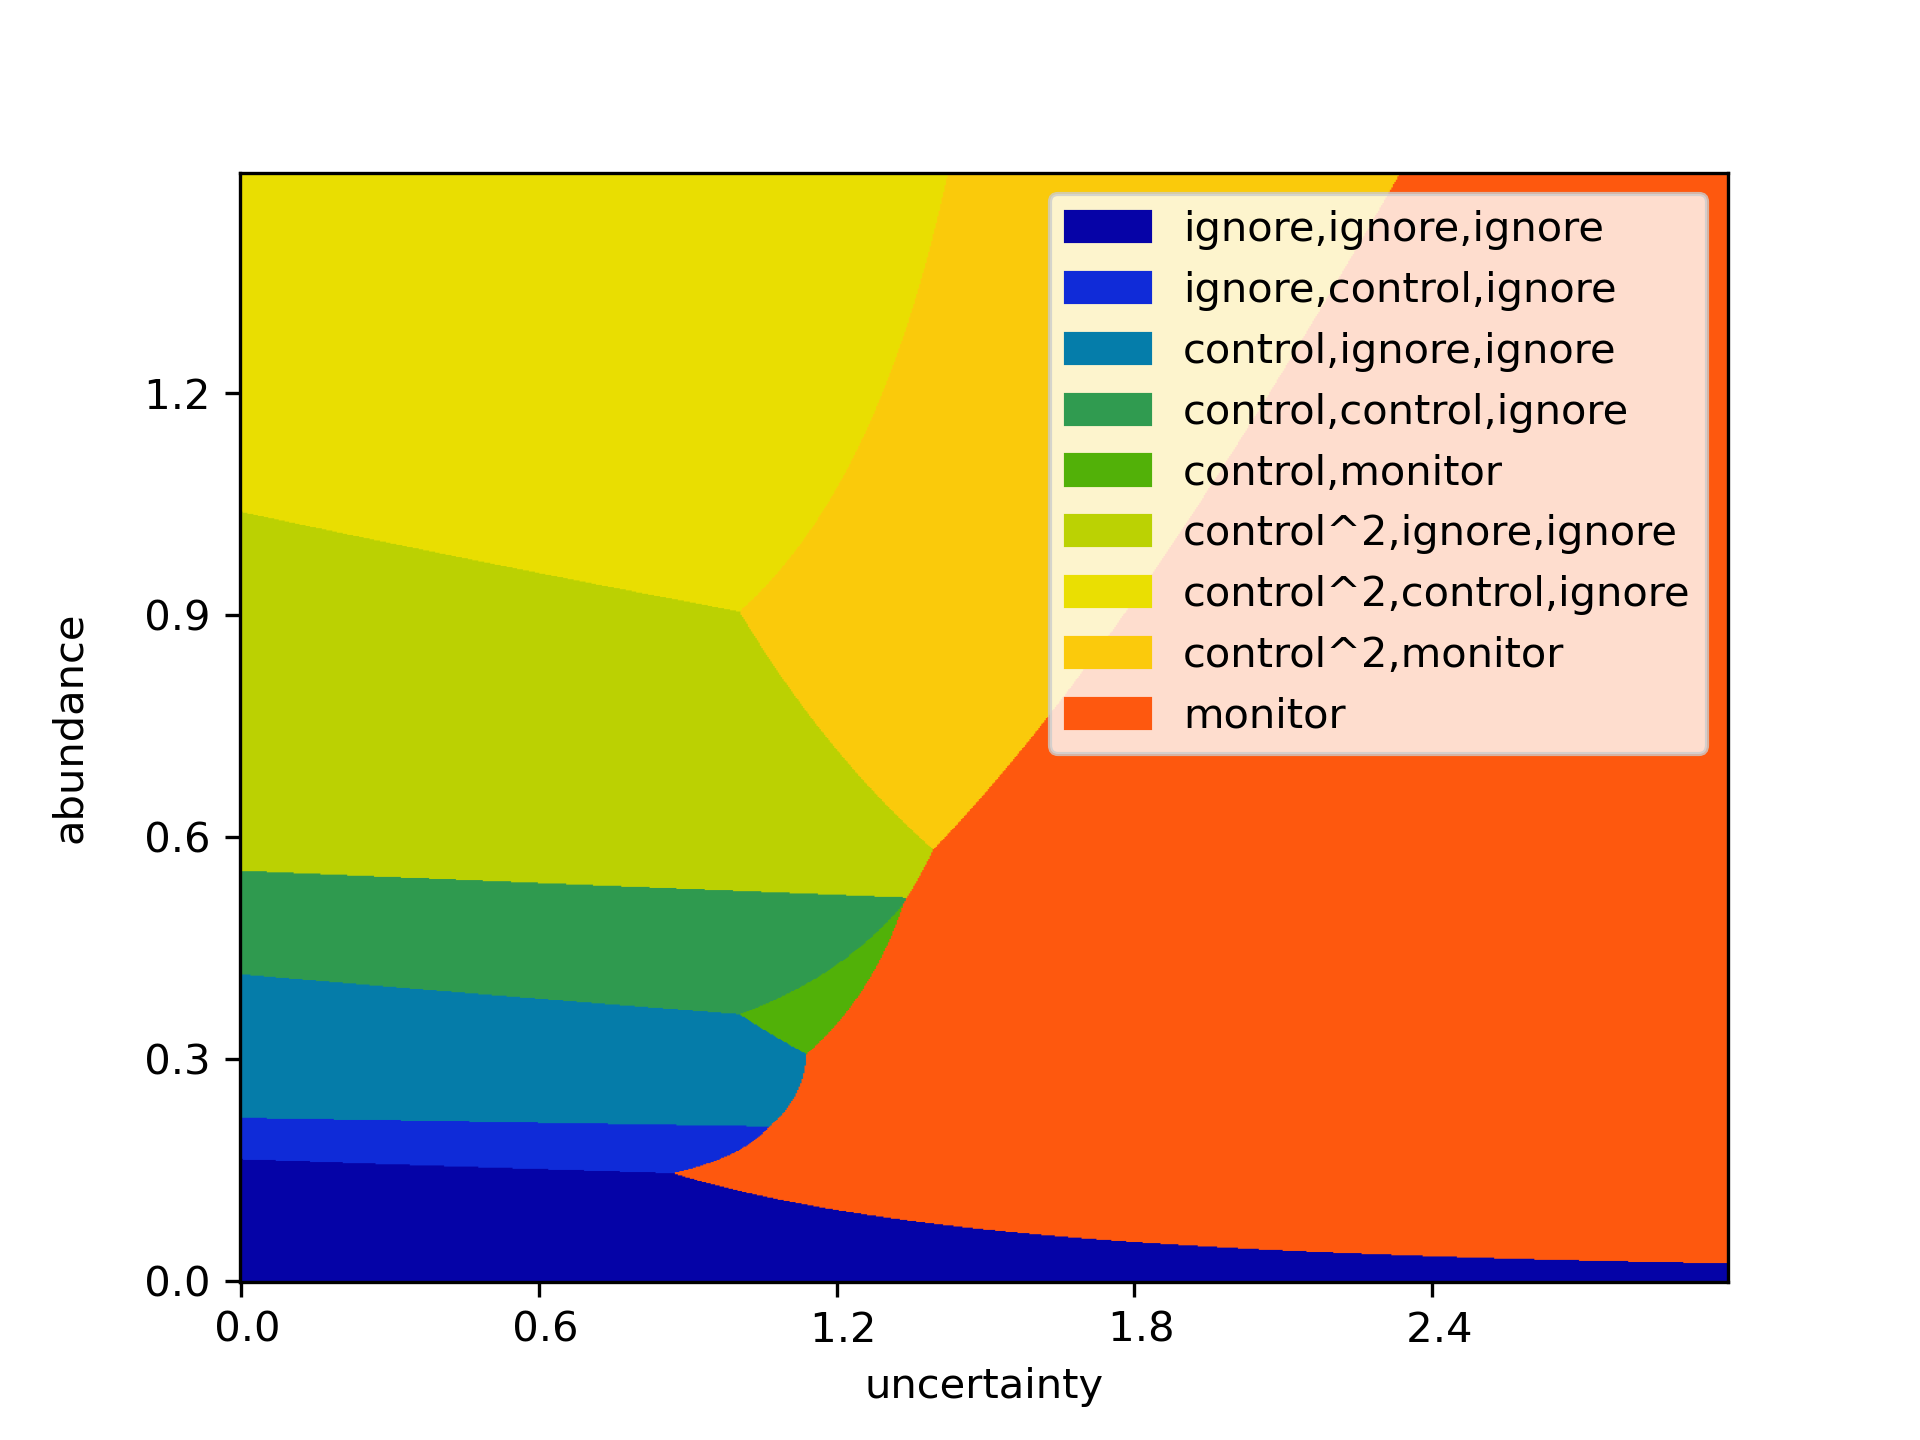 ignore,ignore,ignore
ignore,control,ignore
control,ignore,ignore
control,control,ignore
control,monitor
control^2,ignore,ignore
control^2,control,ignore
control^2,monitor
monitor
1.2
0.9
0.6
0.3
0.0
abundance
0.0 0.6 1.2 1.8 2.4
uncertainty